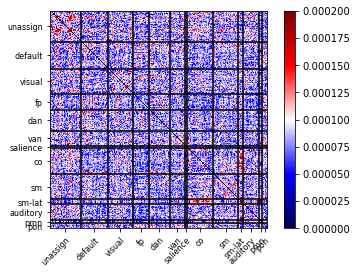 unassign
default
visual
fp
dan
van
salience
co
sm
sm-lat
auditory
pmn
pon
unassign
default
visual
fp
dan
van
salience
co
sm
sm-lat
auditory
0.000200
0.000175
0.000150
0.000125
0.000100
0.000075
0.000050
0.000025
0.000000